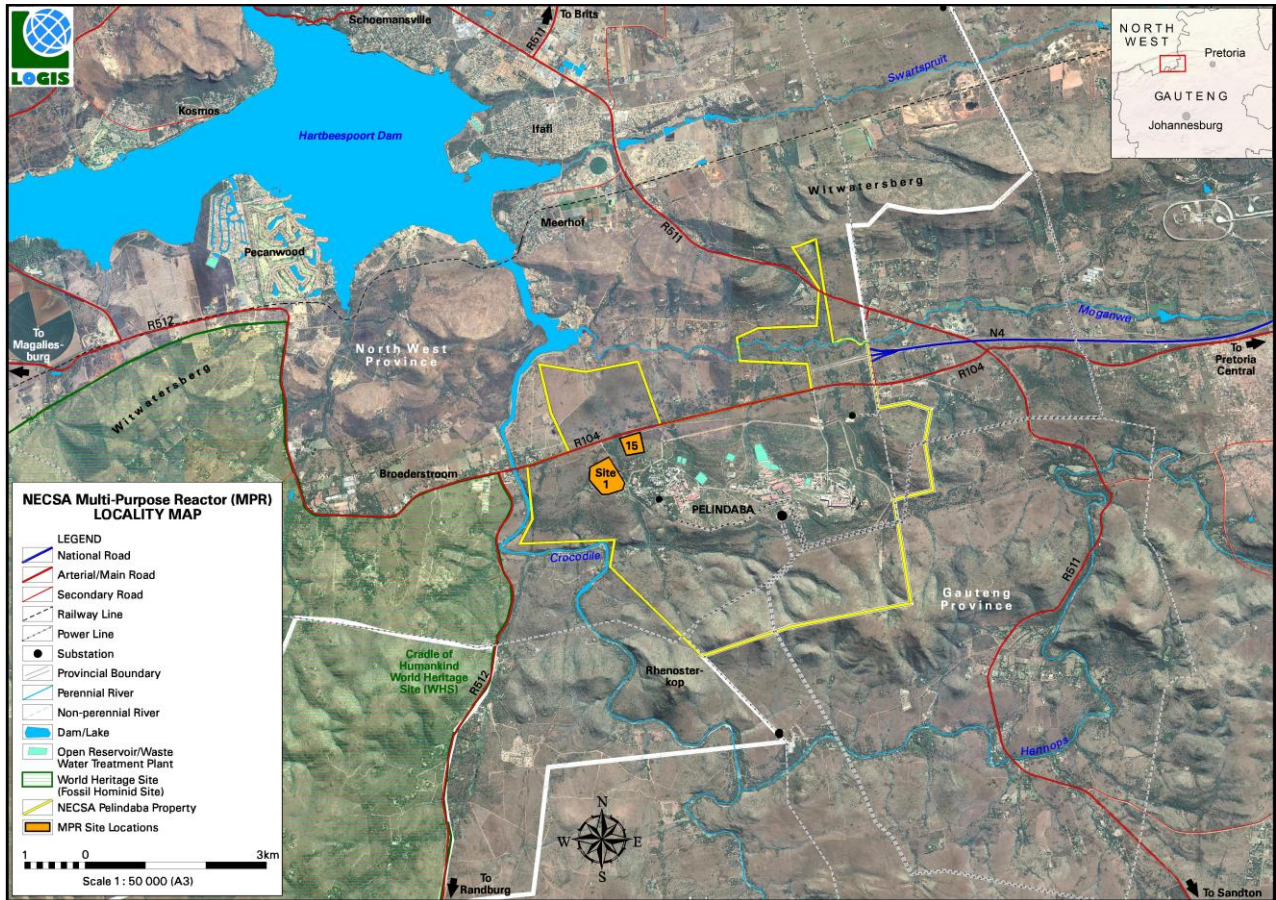 LOGIS
Schoemansville
To Brits
R511
Kosmos
Hartbeespoort Dam
Ifafi
Swartspruit
NORTH
WEST
Pretoria
GAUTENG
Johannesburg
Witwatersberg
Meerhof
R511
Pecanwood
Moganwe
N4
To
Magalies-
burg
R512
North West
Province
To
Pretoria
Central
R104
Witwatersberg
R104
15
Broederstroom
Site
1
PELINDABA
Crocodile
R511
Gauteng
Province
Cradle of
Humankind
World Heritage
Site (WHS)
R512
Rhenoster-
kop
Hennops
N
W
E
S
To
Randburg
To Sandton
NECSA Multi-Purpose Reactor (MPR)
LOCALITY MAP
LEGEND
National Road
Arterial/Main Road
Secondary Road
Railway Line
Power Line
Substation
Provincial Boundary
Perennial River
Non-perennial River
Dam/Lake
Open Reservoir/Waste
Water Treatment Plant
World Heritage Site
(Fossil Hominid Site)
NECSA Pelindaba Property
MPR Site Locations
1 0 3km
Scale 1 : 50 000 (A3)